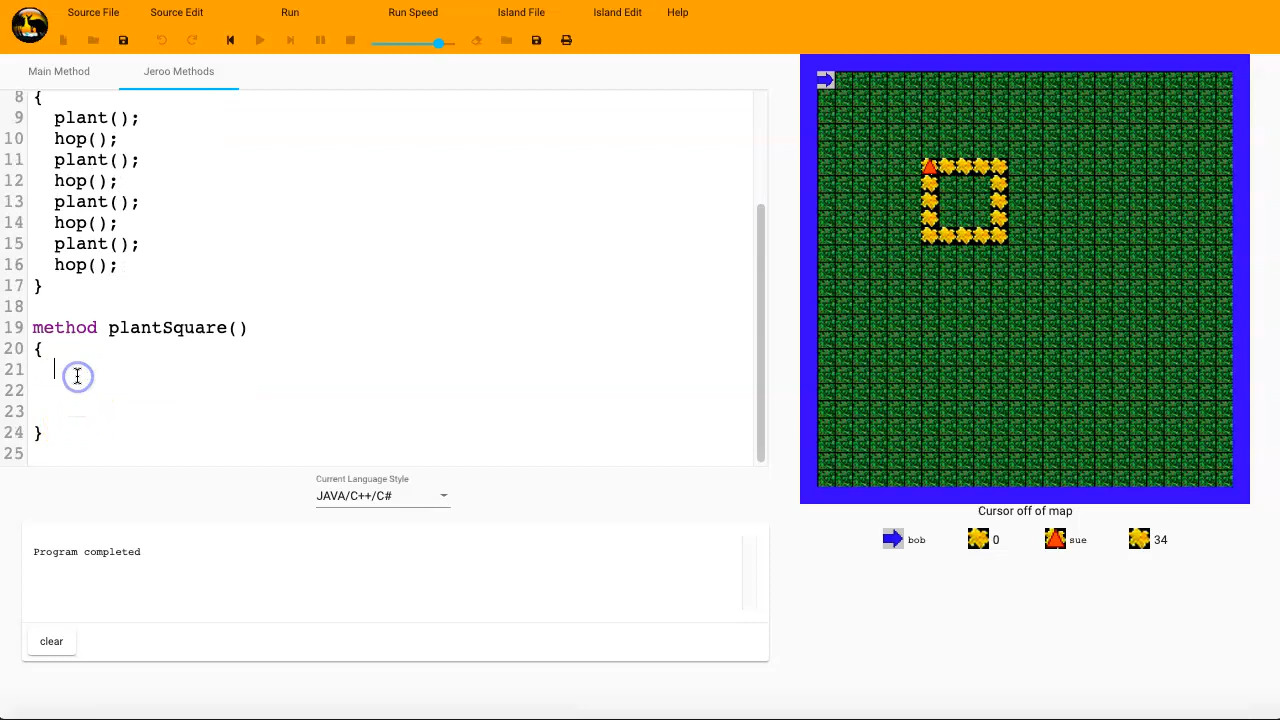 Source File Source Edit Run Run Speed Island File Island Edit Help
Main Method Jeroo Methods
8 {
9 plant();
10 hop();
11 plant();
12 hop();
13 plant();
14 hop();
15 plant();
16 hop();
17 }
18
19 method plantSquare()
20 {
21
22
23
24 }
25
Current Language Style
JAVA/C++/C#
Program completed
clear
Cursor off of map
bob 0 sue 34